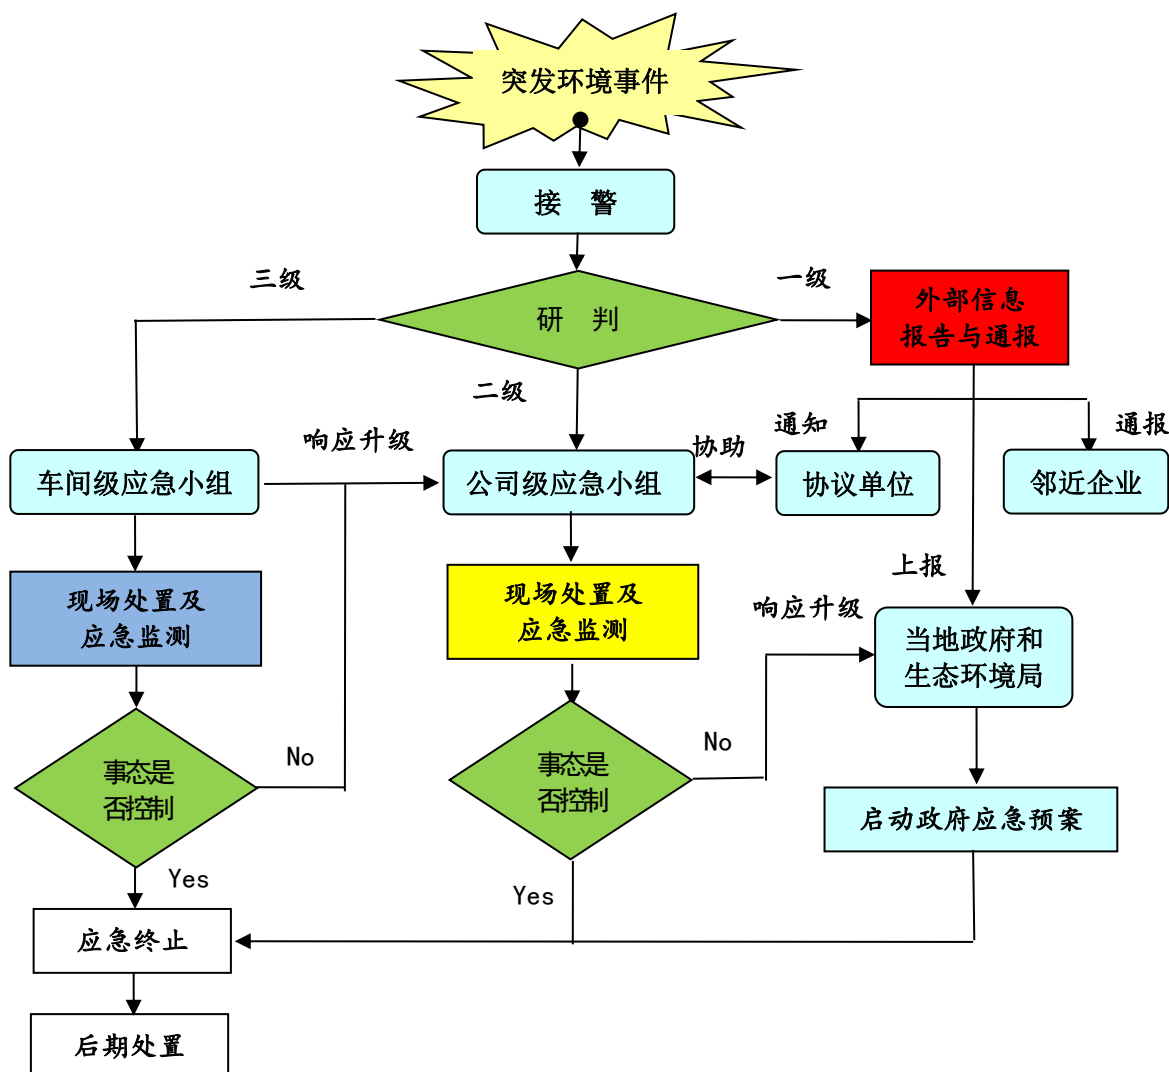 突发环境事件
接 警
三级
一级
研 判
外部信息
报告与通报
二级
响应升级
通知
通报
协助
车间级应急小组
公司级应急小组
协议单位
邻近企业
上报
现场处置及
应急监测
现场处置及
应急监测
响应升级
当地政府和
生态环境局
No
No
事态是
否控制
事态是
否控制
启动政府应急预案
Yes
Yes
应急终止
后期处置